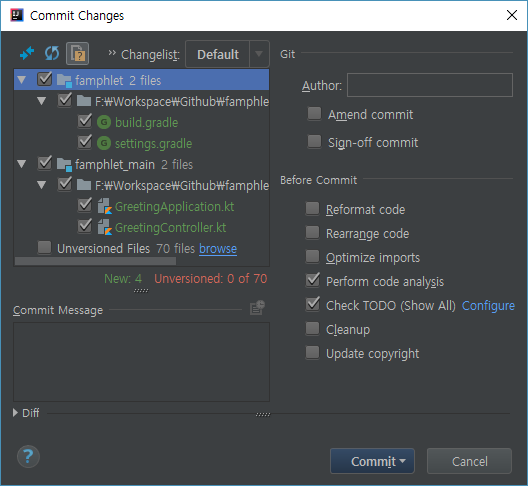 Commit Changes
Changelist:
Default
famphlet 2 files
F:₩Workspace₩Github₩famphle
build.gradle
settings.gradle
famphlet_main 2 files
F:₩Workspace₩Github₩famphle
GreetingApplication.kt
GreetingController.kt
Unversioned Files 70 files browse
New: 4 Unversioned: 0 of 70
Commit Message
Diff
Git
Author:
Amend commit
Sign-off commit
Before Commit
Reformat code
Rearrange code
Optimize imports
Perform code analysis
Check TODO (Show All) Configure
Cleanup
Update copyright
Commit
Cancel